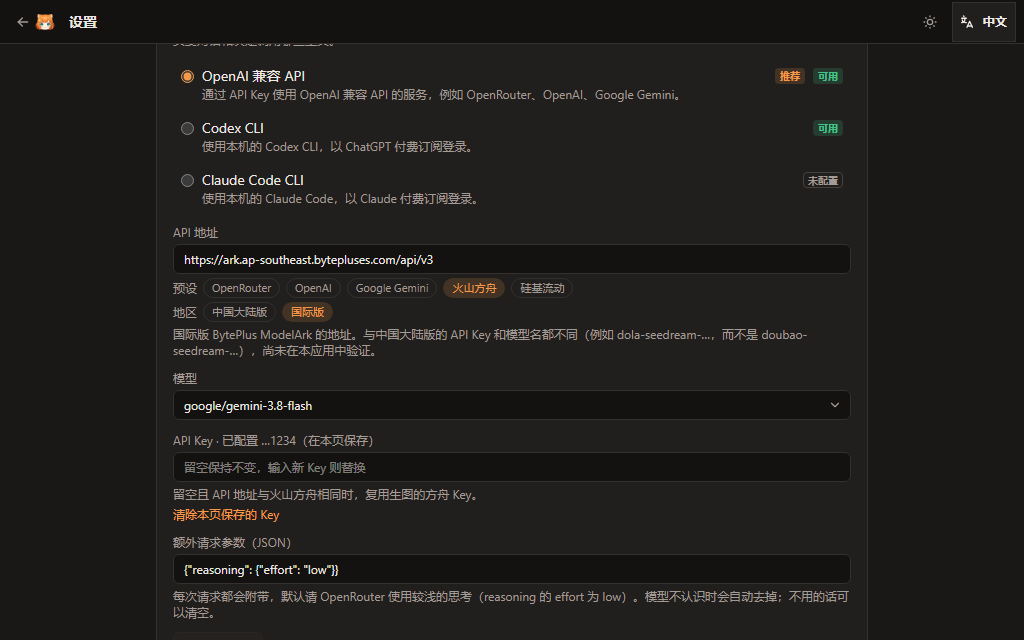 设置
中文
OpenAI 兼容 API
推荐
可用
通过 API Key 使用 OpenAI 兼容 API 的服务，例如 OpenRouter、OpenAI、Google Gemini。
Codex CLI
可用
使用本机的 Codex CLI，以 ChatGPT 付费订阅登录。
Claude Code CLI
未配置
使用本机的 Claude Code，以 Claude 付费订阅登录。
API 地址
https://ark.ap-southeast.bytepluses.com/api/v3
预设 OpenRouter OpenAI Google Gemini 火山方舟 硅基流动
地区 中国大陆版 国际版
国际版 BytePlus ModelArk 的地址。与中国大陆版的 API Key 和模型名都不同（例如 dola-seedream-...，而不是 doubao-
seedream-...），尚未在本应用中验证。
模型
google/gemini-3.8-flash
API Key · 已配置 ...1234（在本页保存）
留空保持不变，输入新 Key 则替换
留空且 API 地址与火山方舟相同时，复用生图的方舟 Key。
清除本页保存的 Key
额外请求参数（JSON）
{"reasoning": {"effort": "low"}}
每次请求都会附带，默认请 OpenRouter 使用较浅的思考（reasoning 的 effort 为 low）。模型不认识时会自动去掉；不用的话可
以清空。